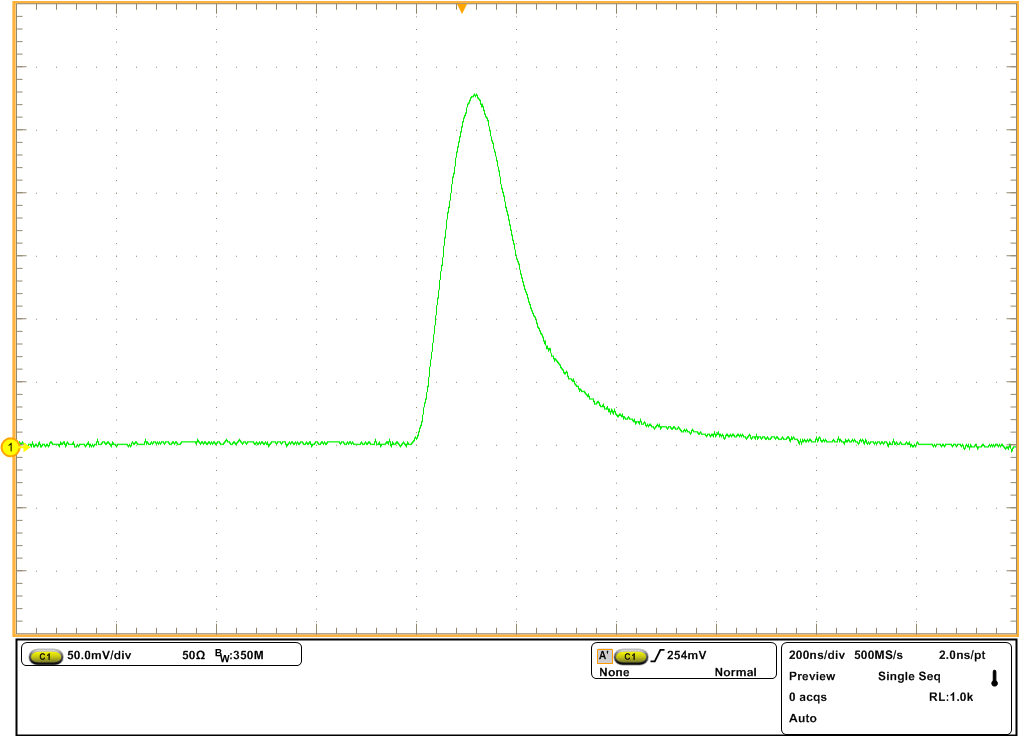 1
C1 50.0mV/div 50Ω BW:350M
A' C1 254mV
None Normal
200ns/div 500MS/s 2.0ns/pt
Preview Single Seq
0 acqs RL:1.0k
Auto